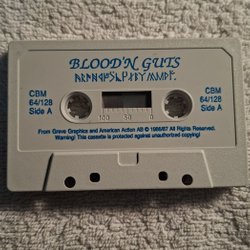 BLOOD'N GUTS
CBM
64/128
Side A
CBM
64/128
Side A
100 50 0
From Greve Graphics and American Action AB © 1986/87 All Rights Reserved.
Warning! This cassette is protected against unauthorized copying!